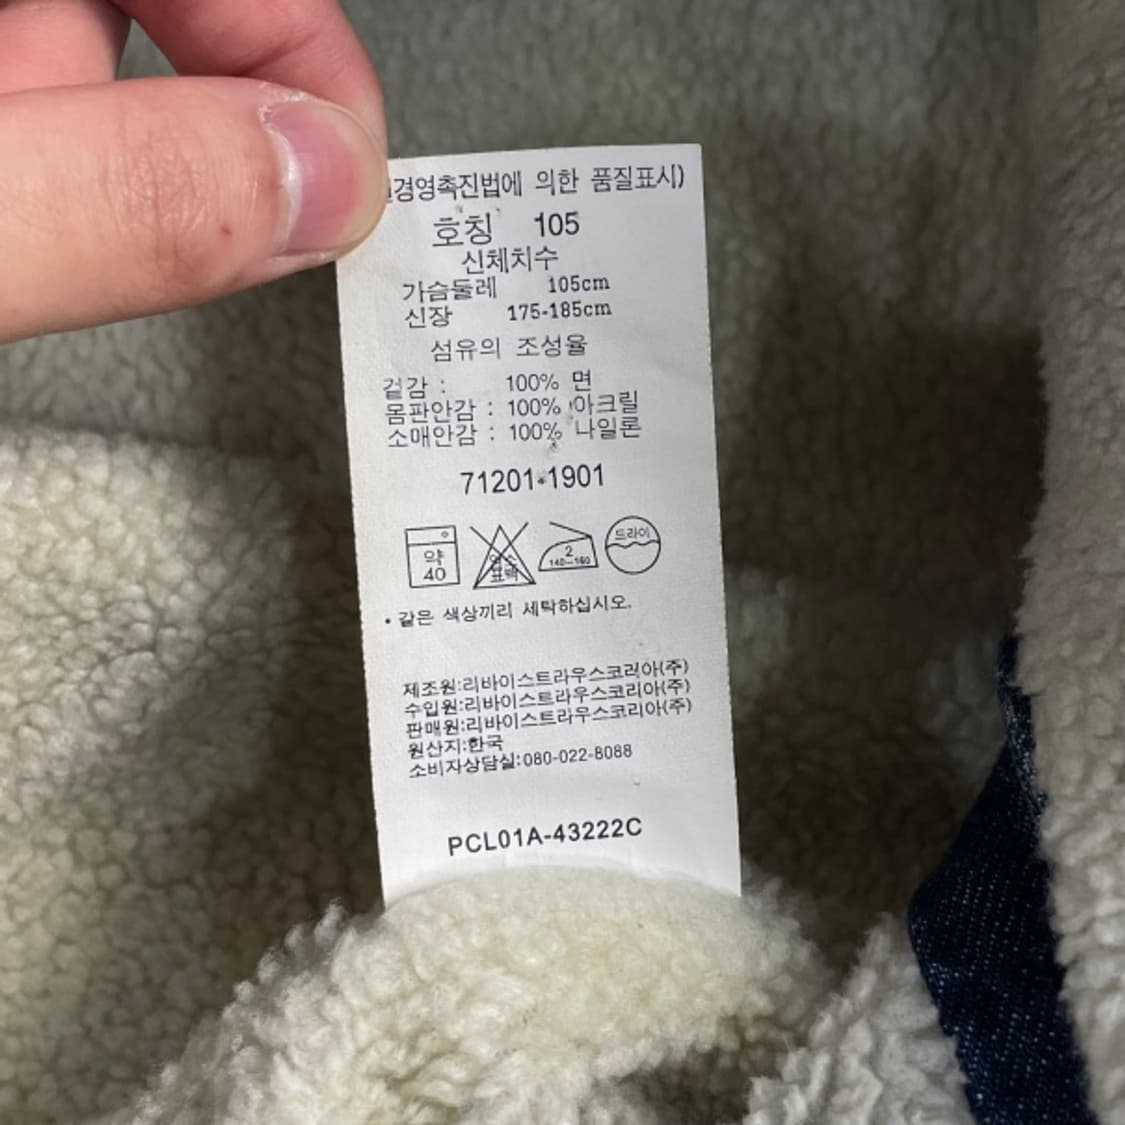 경영촉진법에 의한 품질표시)
호칭 105
신체치수
가슴둘레 105cm
신장 175-185cm
섬유의 조성율
겉감 : 100% 면
몸판안감 : 100% 아크릴
소매안감 : 100% 나일론
71201-1901
약 40
염소 표백
2 140-160
드라이
• 같은 색상끼리 세탁하십시오.
제조원:리바이스트라우스코리아(주)
수입원:리바이스트라우스코리아(주)
판매원:리바이스트라우스코리아(주)
원산지:한국
소비자상담실:080-022-8088
PCL01A-43222C